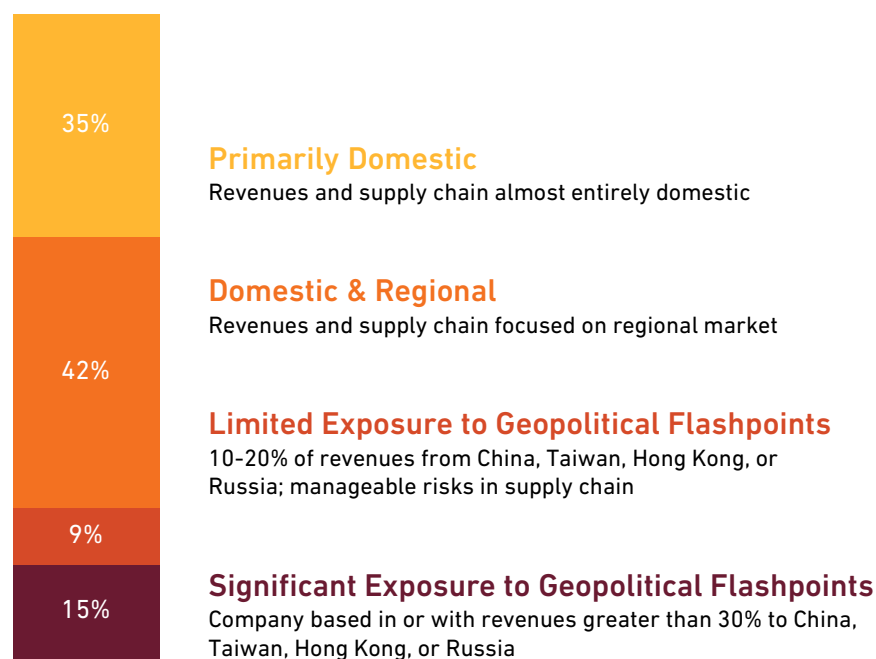 35%
Primarily Domestic
Revenues and supply chain almost entirely domestic
Domestic & Regional
Revenues and supply chain focused on regional market
42%
Limited Exposure to Geopolitical Flashpoints
10-20% of revenues from China, Taiwan, Hong Kong, or
Russia; manageable risks in supply chain
9%
Significant Exposure to Geopolitical Flashpoints
15%
Company based in or with revenues greater than 30% to China,
Taiwan, Hong Kong, or Russia